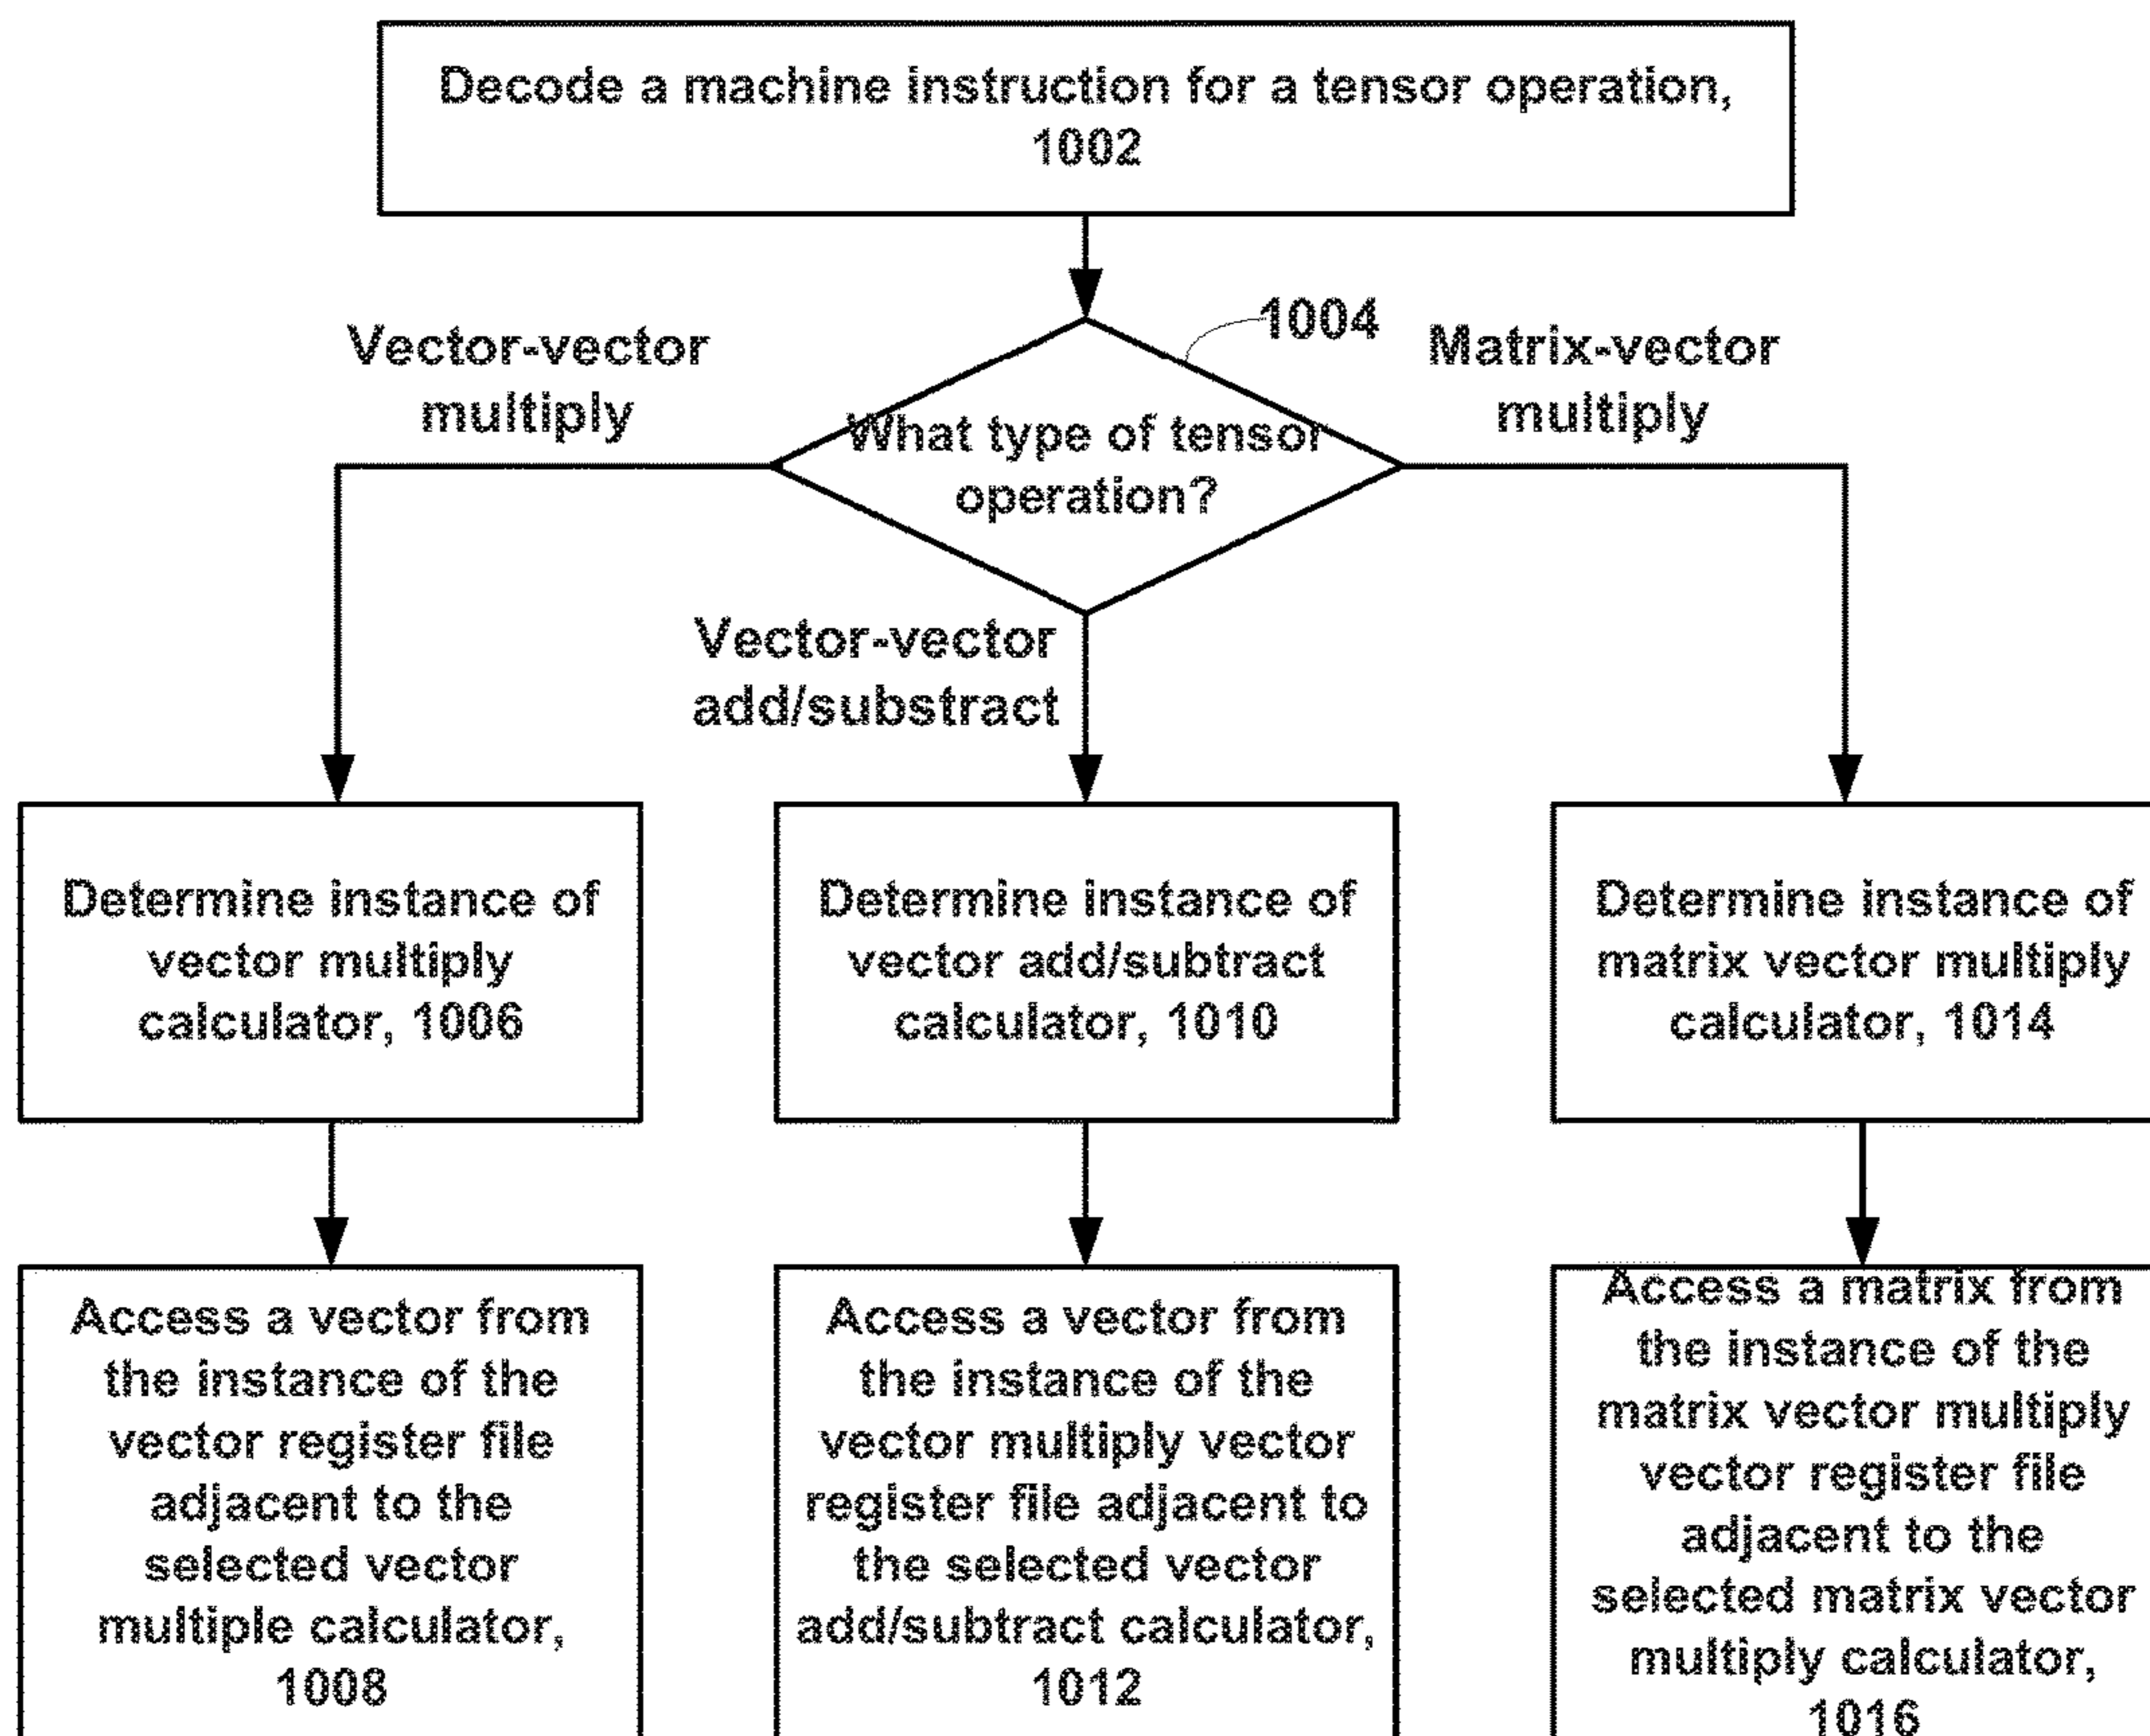 Decode a machine instruction for a tensor operation,
1002
1004
Vector-vector
multiply
Matrix-vector
multiply
What type of tensor
operation?
Vector-vector
add/substract
Determine instance of
vector multiply
calculator, 1006
Determine instance of
vector add/subtract
calculator, 1010
Determine instance of
matrix vector multiply
calculator, 1014
Access a vector from
the instance of the
vector register file
adjacent to the
selected vector
multiple calculator,
1008
Access a vector from
the instance of the
vector multiply vector
register file adjacent to
the selected vector
add/subtract calculator,
1012
Access a matrix from
the instance of the
matrix vector multiply
vector register file
adjacent to the
selected matrix vector
multiply calculator,
1016